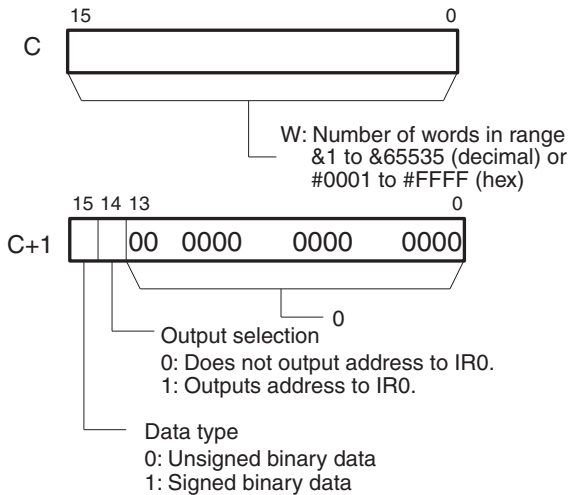 15 0
C
W: Number of words in range
&1 to &65535 (decimal) or
#0001 to #FFFF (hex)
15 14 13 0
C+1 00 0000 0000 0000
0
Output selection
0: Does not output address to IR0.
1: Outputs address to IR0.
Data type
0: Unsigned binary data
1: Signed binary data